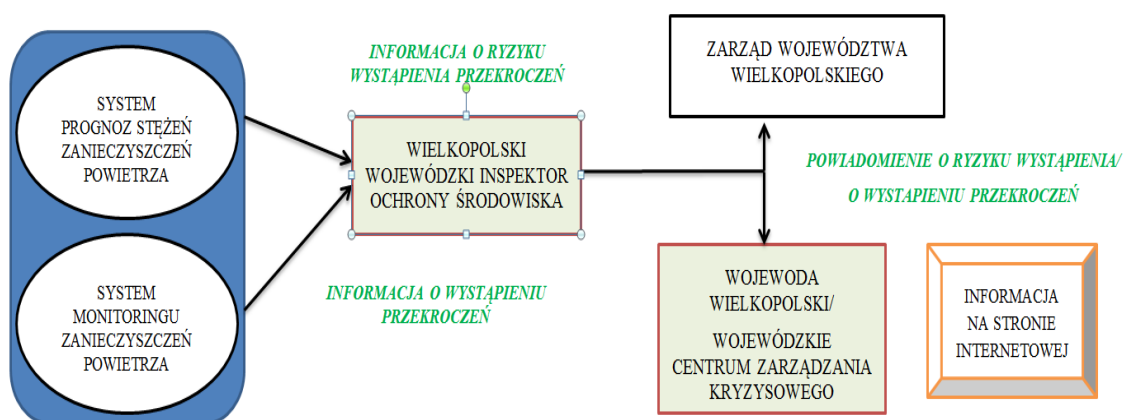 SYSTEM
PROGNOZ STĘŻEŃ
ZANIECZYSZCZEŃ
POWIETRZA
SYSTEM
MONITORINGU
ZANIECZYSZCZEŃ
POWIETRZA
INFORMACJA O RYZYKU
WYSTĄPIENIA PRZEKROCZEŃ
WIELKOPOLSKI
WOJEWÓDZKI INSPEKTOR
OCHRONY ŚRODOWISKA
INFORMACJA O WYSTĄPIENIU
PRZEKROCZEŃ
ZARZĄD WOJEWÓDZTWA
WIELKOPOLSKIEGO
POWIADOMIENIE O RYZYKU WYSTĄPIENIA/
O WYSTAPIENIU PRZEKROCZEŃ
WOJEWODA
WIELKOPOLSKI/
WOJEWÓDZKIE
CENTRUM ZARZĄDZANIA
KRYZYSOWEGO
INFORMACJA
NA STRONIE
INTERNETOWEJ